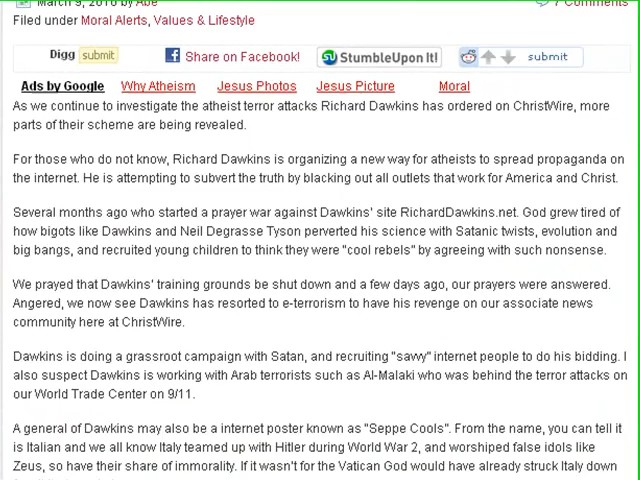 March 9, 2010 by Abe
7 Comments
Filed under Moral Alerts, Values & Lifestyle
Digg submit
Share on Facebook!
StumbleUpon It!
submit
Ads by Google Why Atheism Jesus Photos Jesus Picture Moral
As we continue to investigate the atheist terror attacks Richard Dawkins has ordered on ChristWire, more
parts of their scheme are being revealed.
For those who do not know, Richard Dawkins is organizing a new way for atheists to spread propaganda on
the internet. He is attempting to subvert the truth by blacking out all outlets that work for America and Christ.
Several months ago who started a prayer war against Dawkins' site RichardDawkins.net. God grew tired of
how bigots like Dawkins and Neil Degrasse Tyson perverted his science with Satanic twists, evolution and
big bangs, and recruited young children to think they were "cool rebels" by agreeing with such nonsense.
We prayed that Dawkins' training grounds be shut down and a few days ago, our prayers were answered.
Angered, we now see Dawkins has resorted to e-terrorism to have his revenge on our associate news
community here at ChristWire.
Dawkins is doing a grassroot campaign with Satan, and recruiting "savvy" internet people to do his bidding. I
also suspect Dawkins is working with Arab terrorists such as Al-Malaki who was behind the terror attacks on
our World Trade Center on 9/11.
A general of Dawkins may also be a internet poster known as "Seppe Cools". From the name, you can tell it
is Italian and we all know Italy teamed up with Hitler during World War 2, and worshiped false idols like
Zeus, so have their share of immorality. If it wasn't for the Vatican God would have already struck Italy down